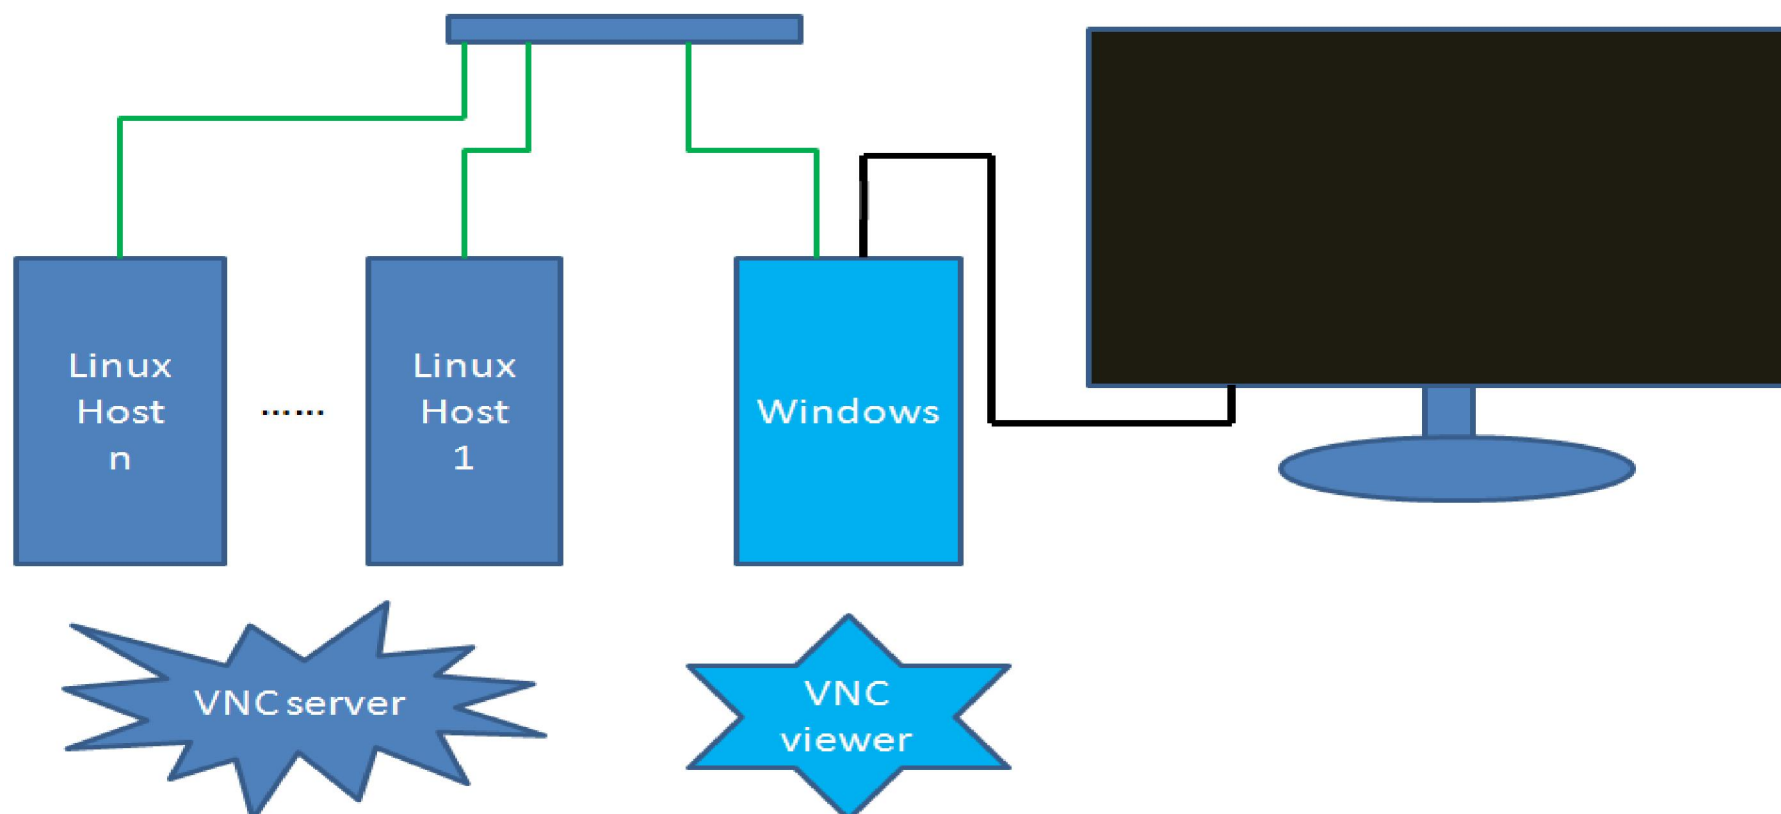 Linux
Host
n
......
Linux
Host
1
Windows
VNC server
VNC
viewer